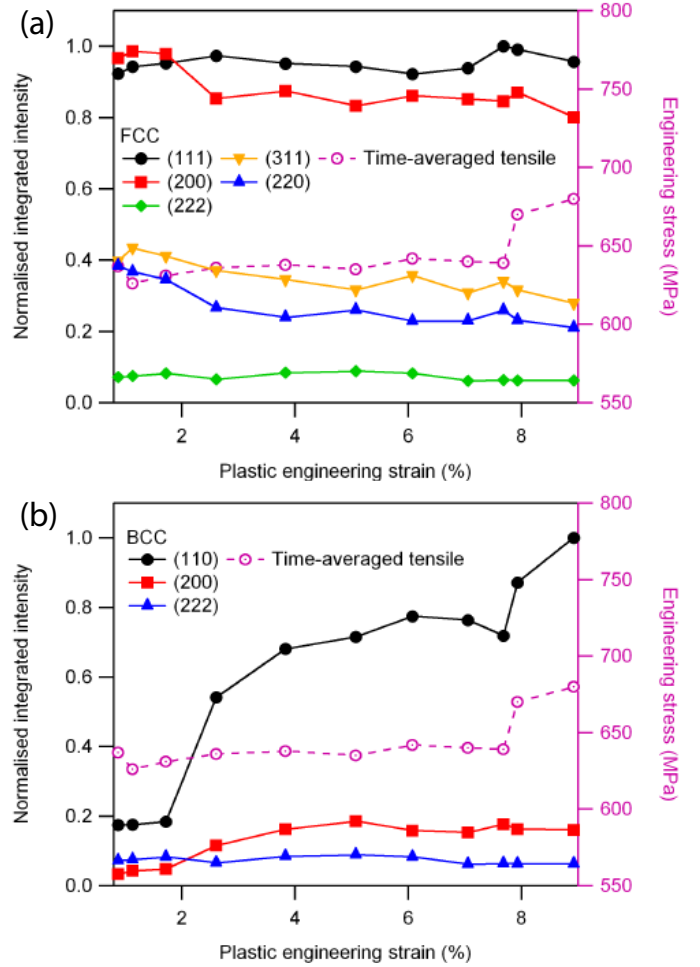 (a)
1.0
0.8
0.6
0.4
0.2
0.0
Normalised integrated intensity
FCC
(111) (311) Time-averaged tensile
(200) (220)
(222)
800
750
700
650
600
550
Engineering stress (MPa)
2 4 6 8
Plastic engineering strain (%)
(b)
1.0
0.8
0.6
0.4
0.2
0.0
Normalised integrated intensity
BCC
(110) Time-averaged tensile
(200)
(222)
800
750
700
650
600
550
Engineering stress (MPa)
2 4 6 8
Plastic engineering strain (%)